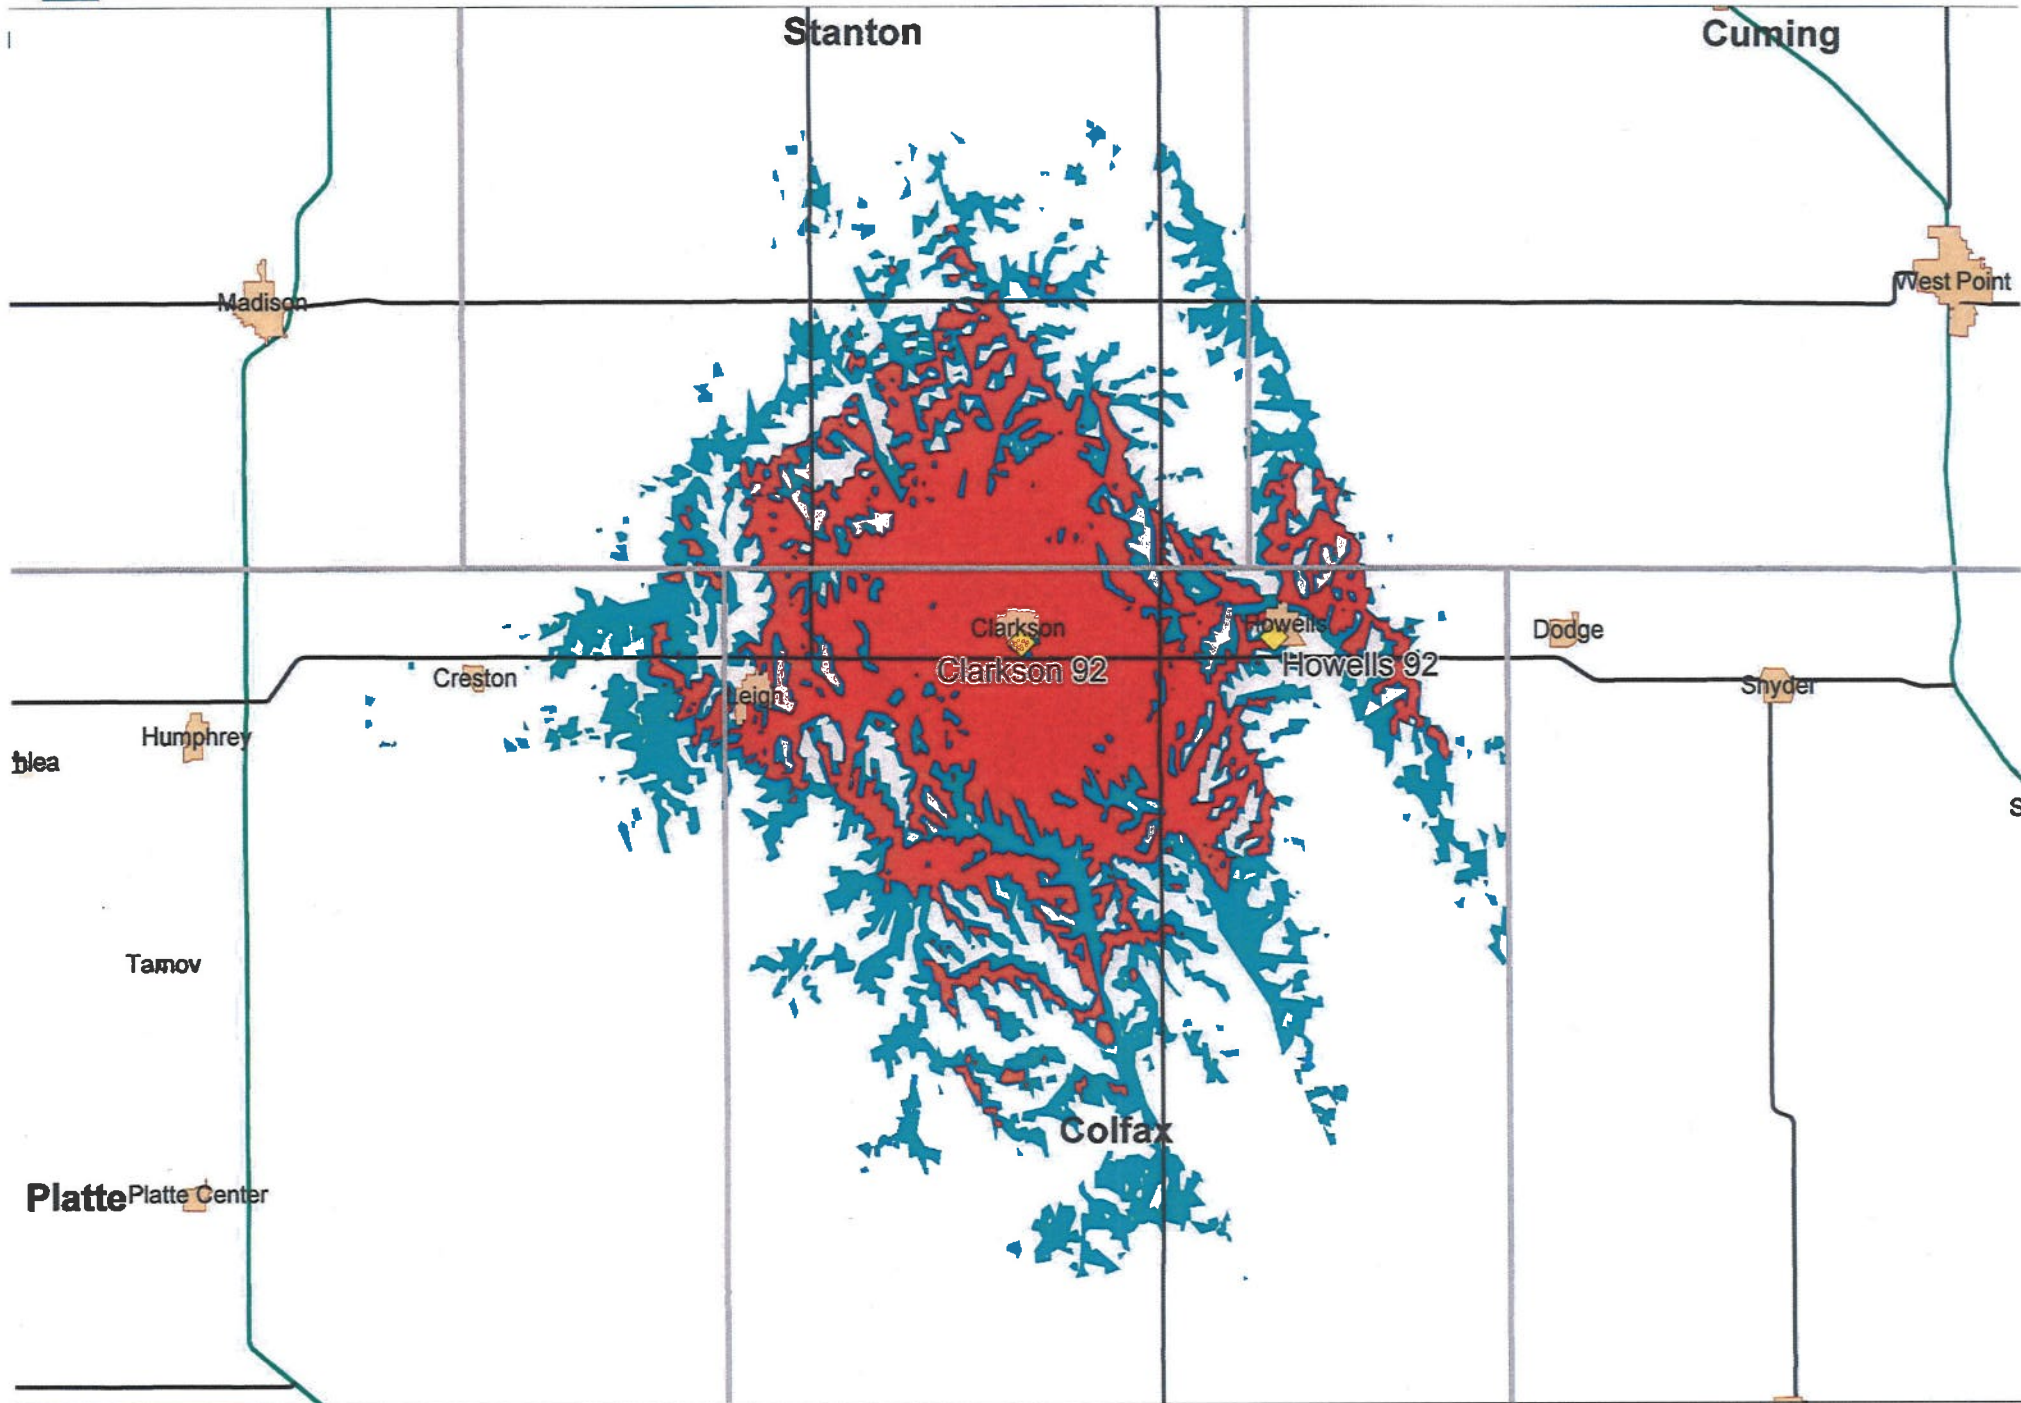 Stanton
Cuming
Madison
West Point
Clarkson
Howells
Dodge
Clarkson 92
Howells 92
Creston
Leigh
Snyder
Humphrey
Tarnov
Colfax
Platte
Platte Center